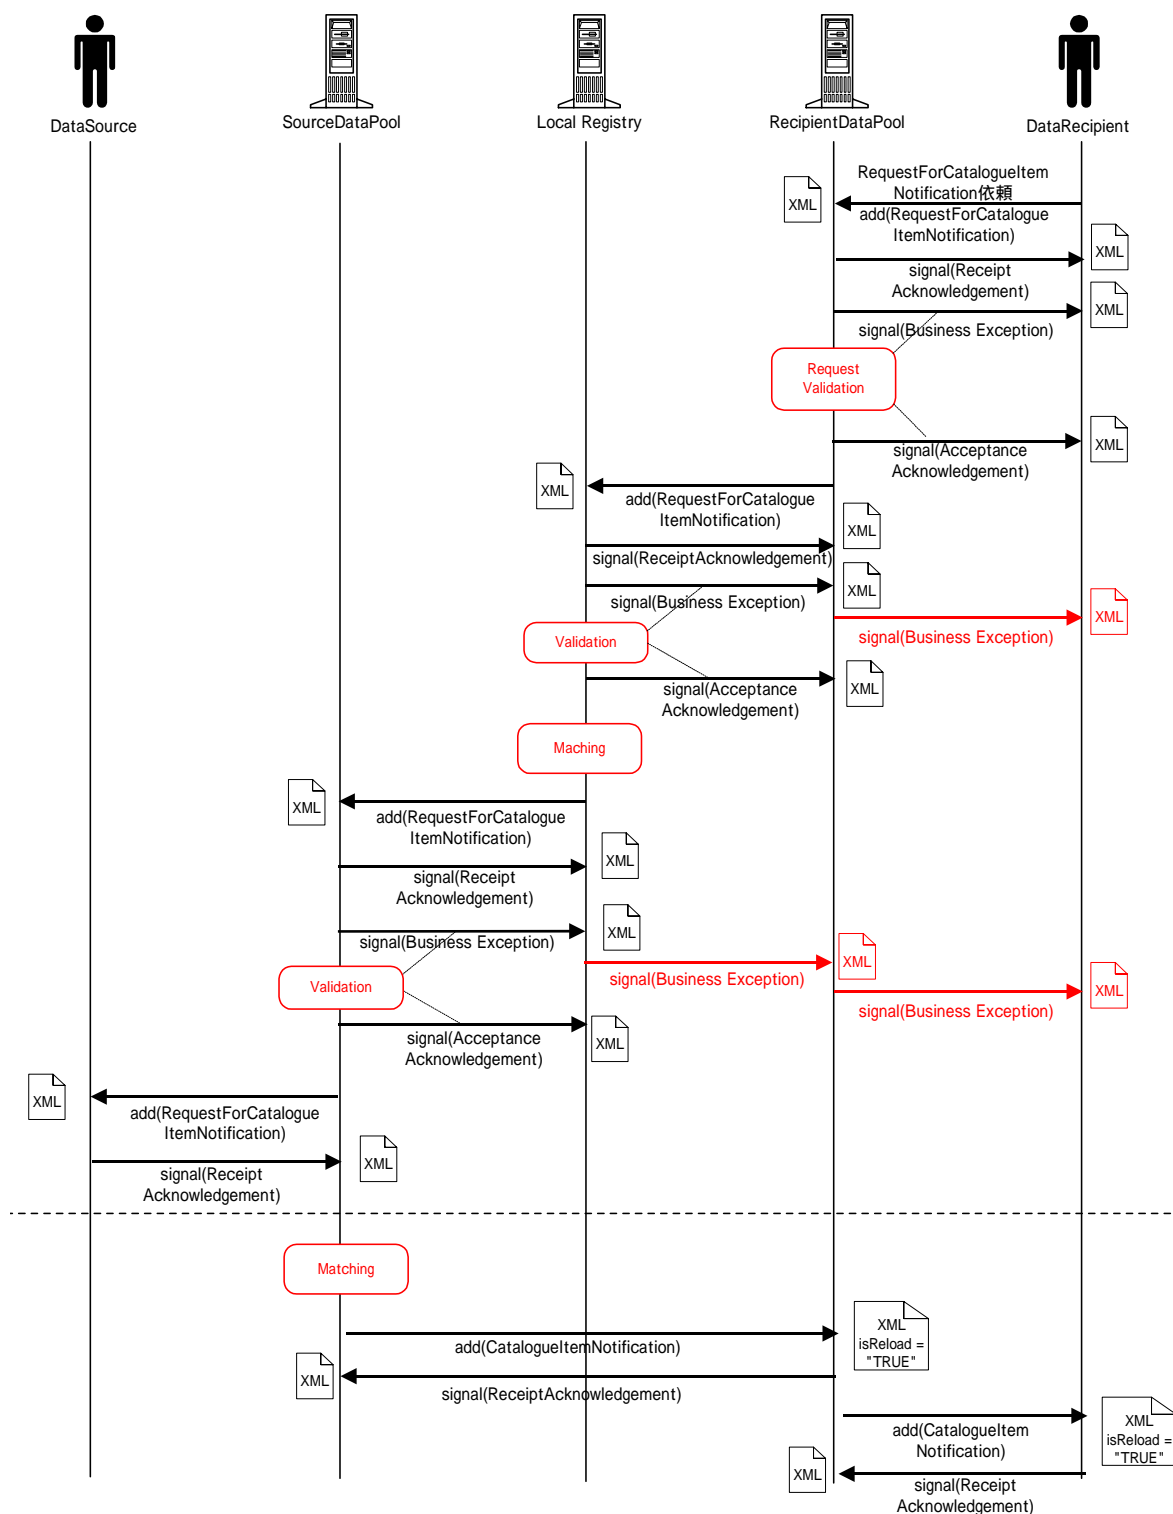 DataSource
SourceDataPool
Local Registry
RecipientDataPool
DataRecipient
RequestForCatalogueItem
Notification依頼
XML
add(RequestForCatalogue
ItemNotification)
XML
signal(Receipt
Acknowledgement)
XML
signal(Business Exception)
Request
Validation
XML
signal(Acceptance
Acknowledgement)
XML
add(RequestForCatalogue
ItemNotification)
XML
signal(ReceiptAcknowledgement)
XML
signal(Business Exception)
XML
signal(Business Exception)
Validation
XML
signal(Acceptance
Acknowledgement)
Maching
XML
add(RequestForCatalogue
ItemNotification)
XML
signal(Receipt
Acknowledgement)
XML
signal(Business Exception)
XML
signal(Business Exception)
XML
signal(Business Exception)
Validation
XML
signal(Acceptance
Acknowledgement)
XML
add(RequestForCatalogue
ItemNotification)
XML
signal(Receipt
Acknowledgement)
Matching
XML
isReload =
"TRUE"
add(CatalogueItemNotification)
XML
signal(ReceiptAcknowledgement)
XML
isReload =
"TRUE"
add(CatalogueItem
Notification)
XML
signal(Receipt
Acknowledgement)